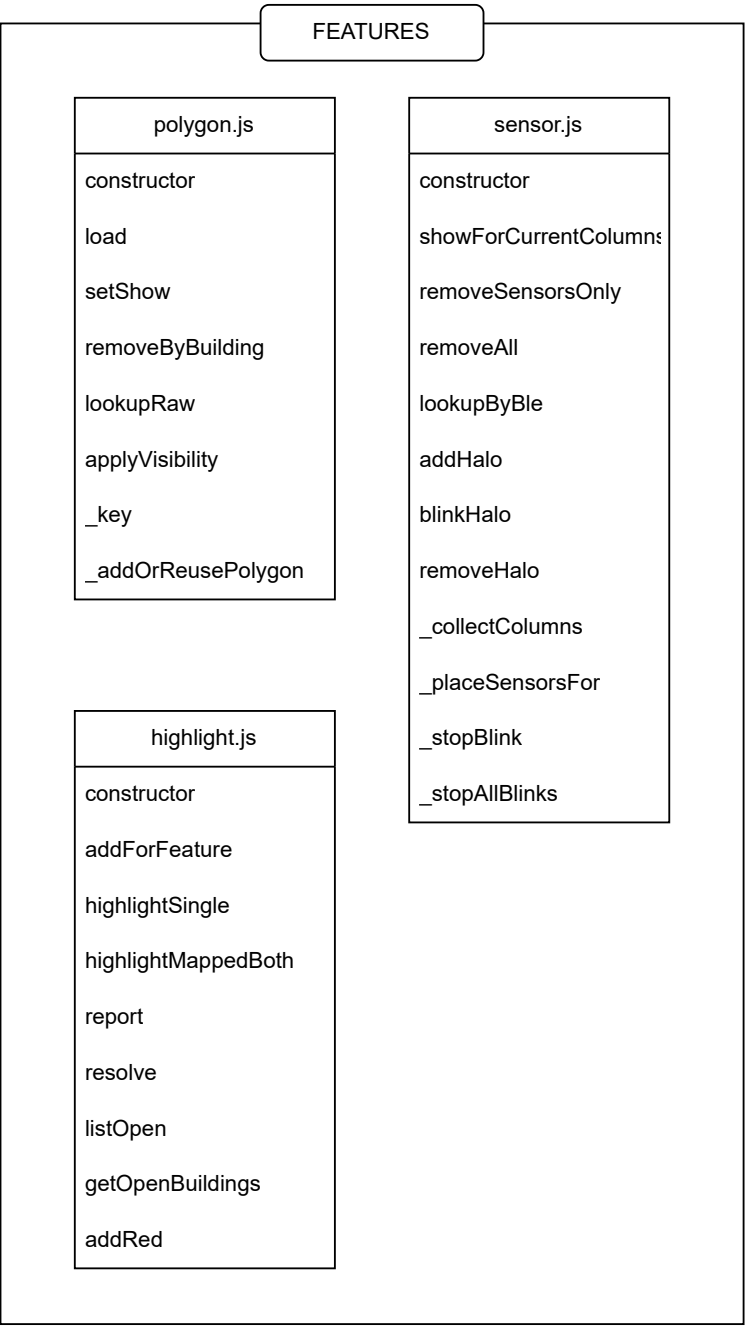 FEATURES
polygon.js
constructor
load
setShow
removeByBuilding
lookupRaw
applyVisibility
_key
_addOrReusePolygon
sensor.js
constructor
showForCurrentColumns
removeSensorsOnly
removeAll
lookupByBle
addHalo
blinkHalo
removeHalo
_collectColumns
_placeSensorsFor
_stopBlink
_stopAllBlinks
highlight.js
constructor
addForFeature
highlightSingle
highlightMappedBoth
report
resolve
listOpen
getOpenBuildings
addRed